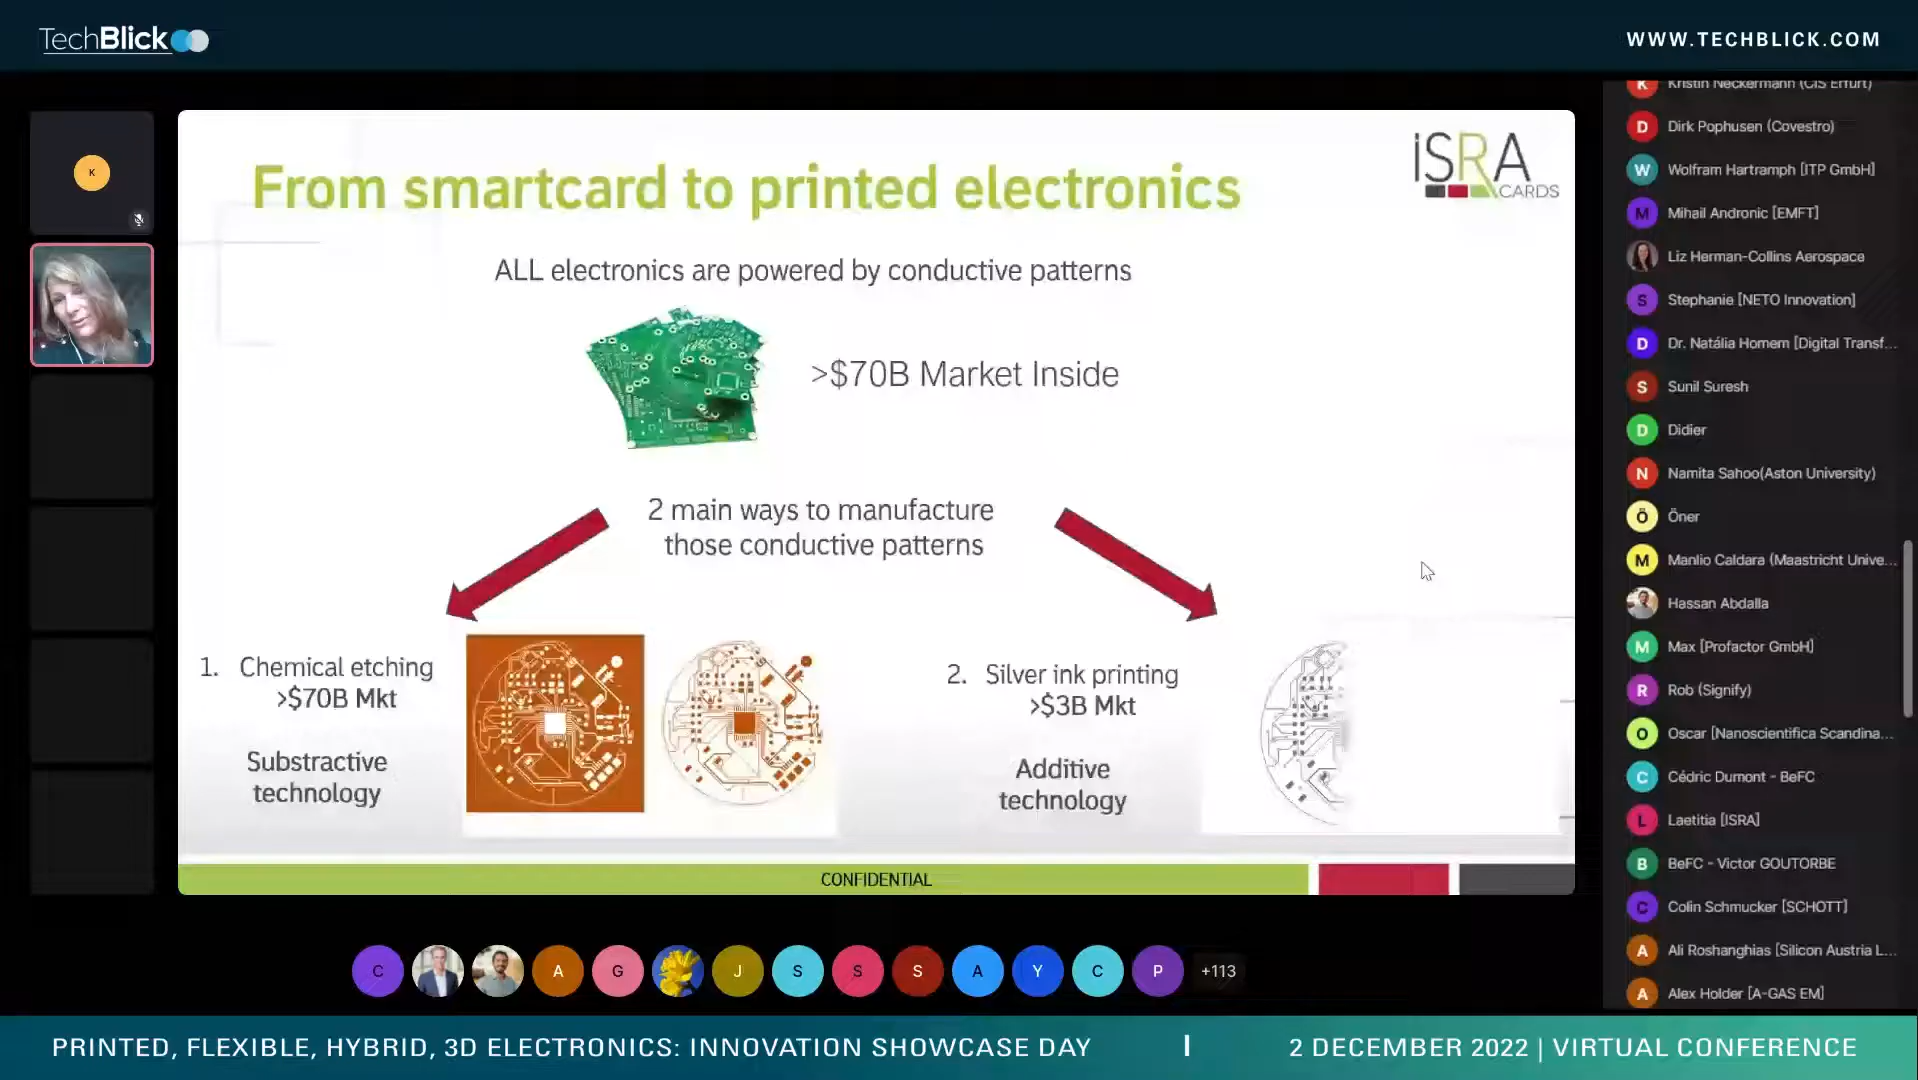 TechBlick
WWW.TECHBLICK.COM
K
From smartcard to printed electronics
iSRA
CARDS
ALL electronics are powered by conductive patterns
>$70B Market Inside
2 main ways to manufacture
those conductive patterns
1. Chemical etching
>$70B Mkt
Substractive
technology
2. Silver ink printing
>$3B Mkt
Additive
technology
CONFIDENTIAL
C
A
G
J
S
S
S
A
Y
C
P
+113
K Kristin Neckermann (CIS Erfurt)
D Dirk Pophusen (Covestro)
W Wolfram Hartramph [ITP GmbH]
M Mihail Andronic [EMFT]
Liz Herman-Collins Aerospace
S Stephanie [NETO Innovation]
D Dr. Natália Homem [Digital Transf...
S Sunil Suresh
D Didier
N Namita Sahoo(Aston University)
Ö Öner
M Manlio Caldara (Maastricht Unive...
Hassan Abdalla
M Max [Profactor GmbH]
R Rob (Signify)
O Oscar [Nanoscientifica Scandina...
C Cédric Dumont - BeFC
L Laetitia [ISRA]
B BeFC - Victor GOUTORBE
C Colin Schmucker [SCHOTT]
A Ali Roshanghias [Silicon Austria L...
A Alex Holder [A-GAS EM]
PRINTED, FLEXIBLE, HYBRID, 3D ELECTRONICS: INNOVATION SHOWCASE DAY | 2 DECEMBER 2022 | VIRTUAL CONFERENCE